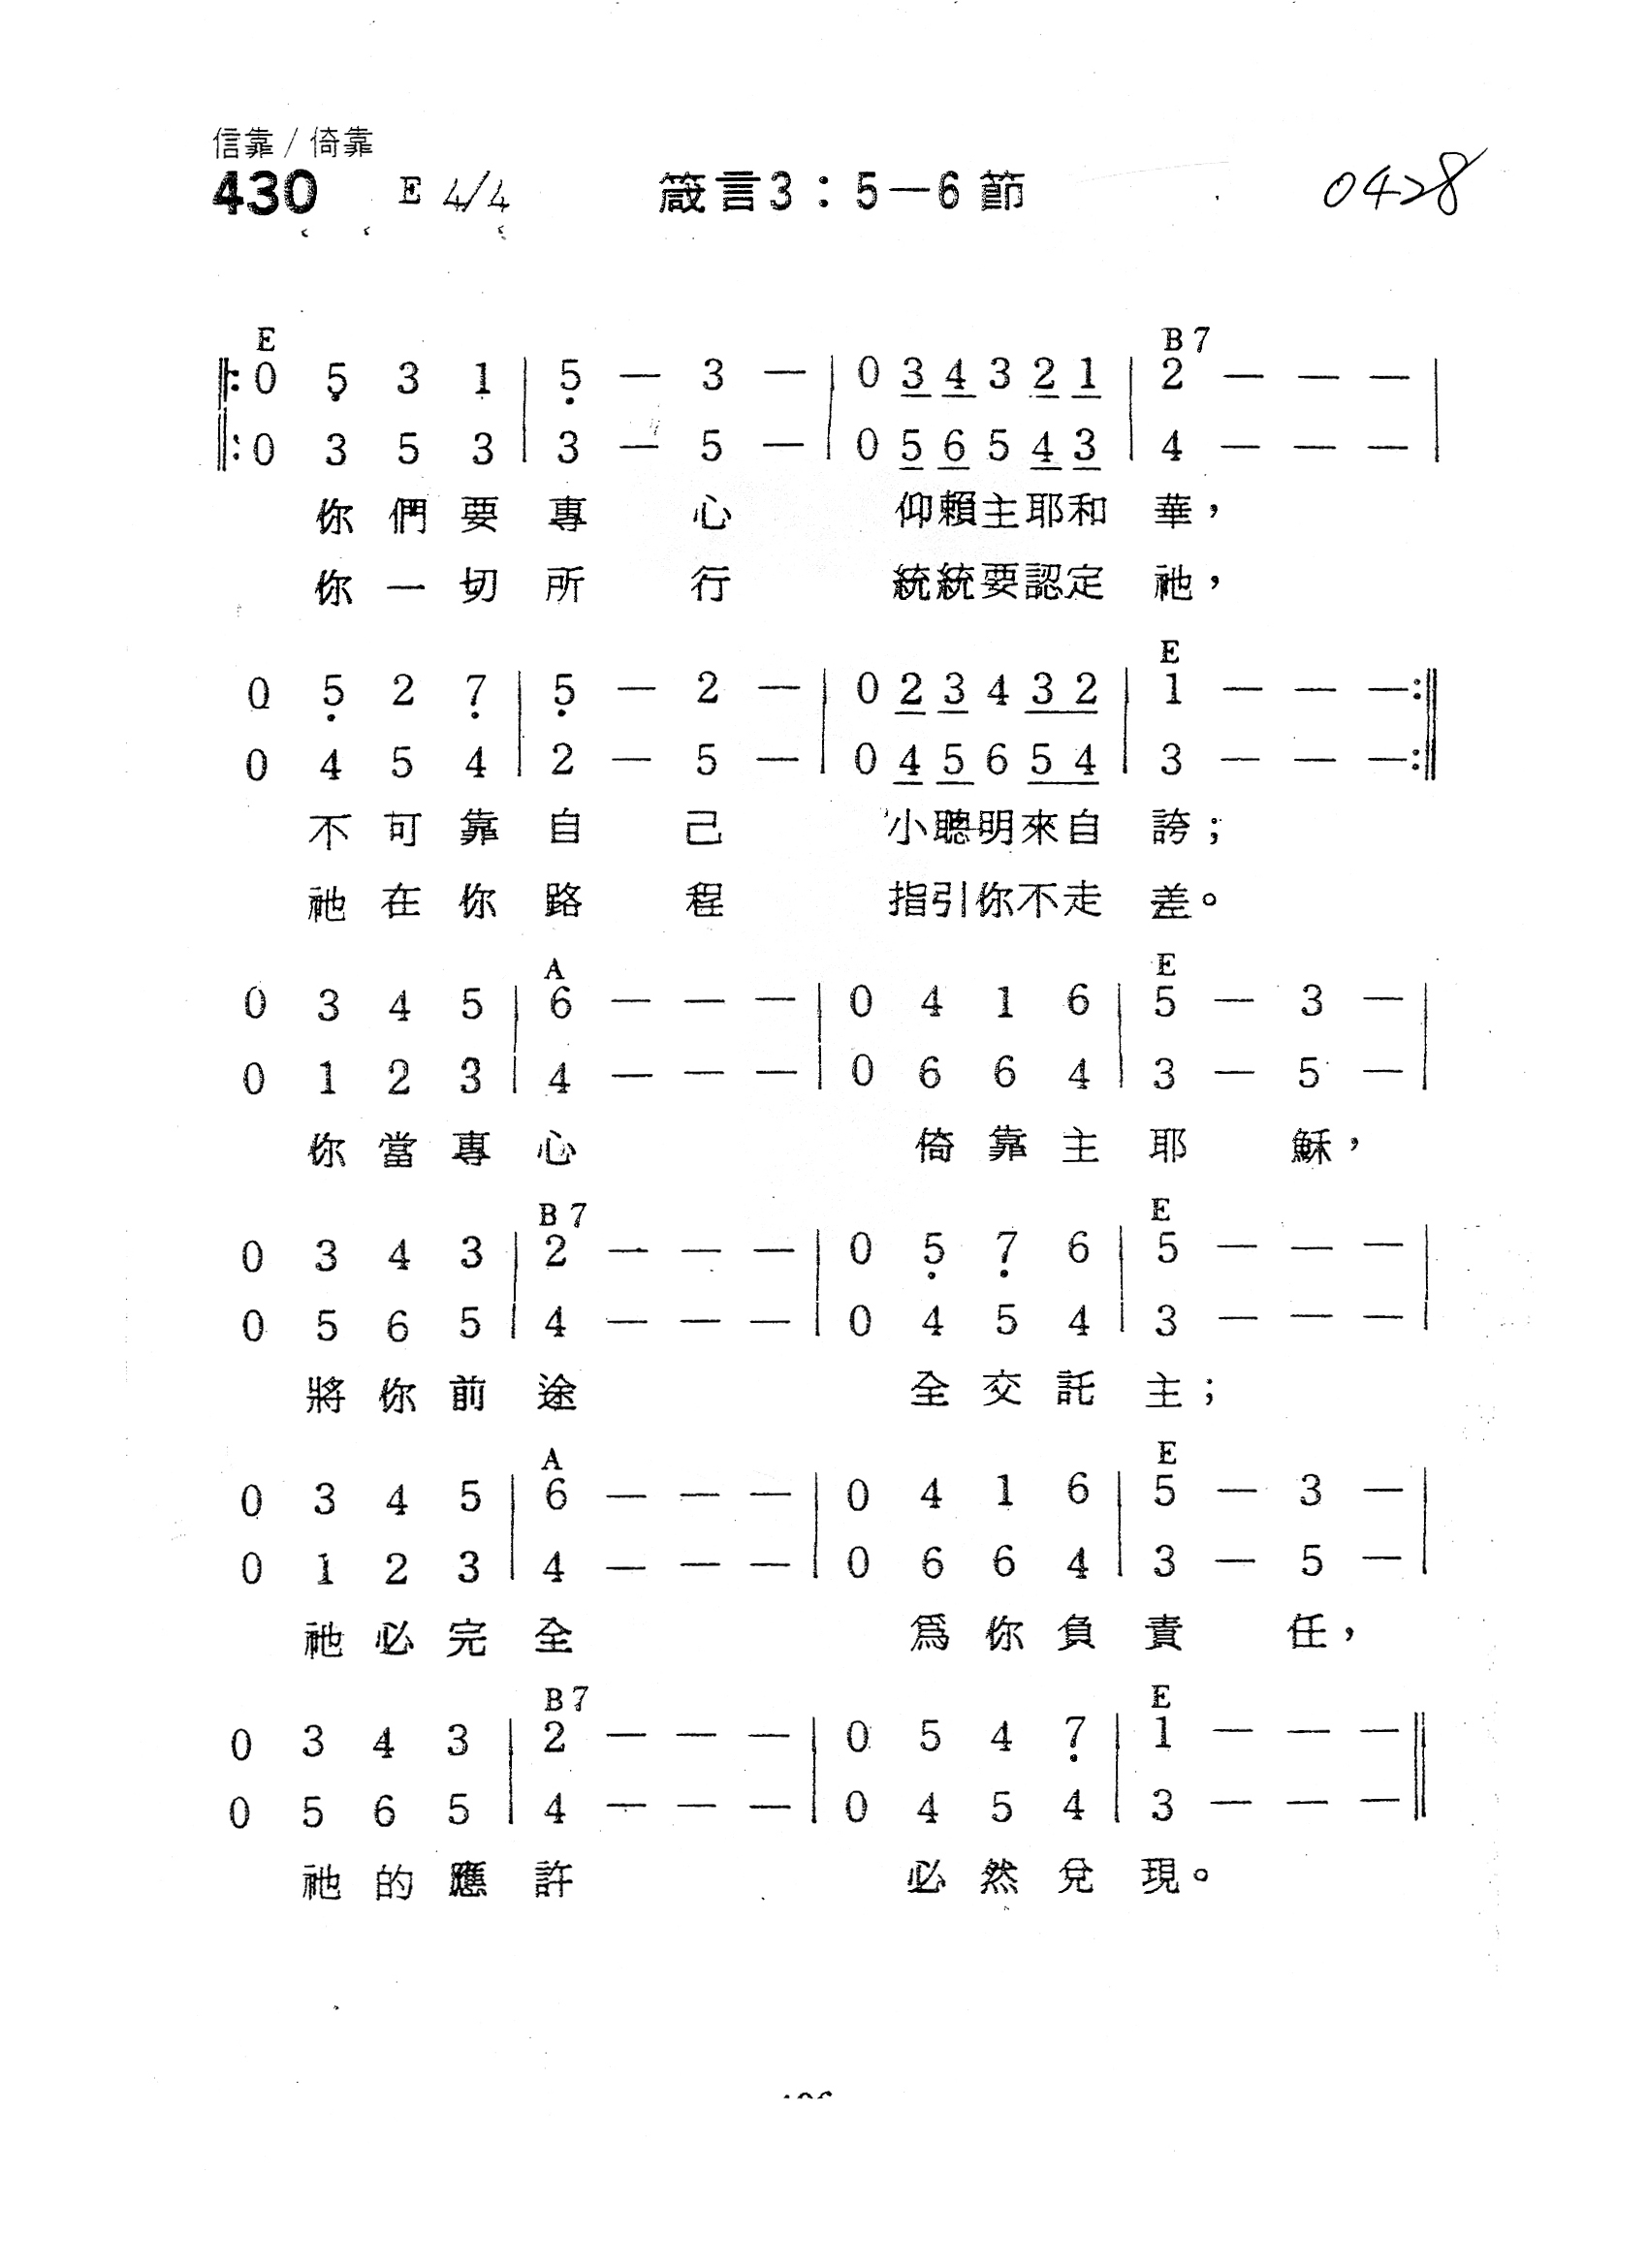 信靠/倚靠
430 E 4/4 箴言3：5—6節 0428
E B7
‖: 0 5̣ 3 1 | 5̣ — 3 — | 0 3 4 3 2 1 | 2 — — — |
‖: 0 3 5 3 3 — 5 — 0 5 6 5 4 3 4 — — —
你們要專心 仰賴主耶和華，
你一切所行 統統要認定祂，
E
0 5̣ 2 7̣ | 5̣ — 2 — | 0 2 3 4 3 2 | 1 — — — :‖
0 4 5 4 2 — 5 — 0 4 5 6 5 4 3 — — — :‖
不可靠自己 小聰明來自誇；
祂在你路程 指引你不走差。
A E
0 3 4 5 | 6 — — — | 0 4 1 6 | 5 — 3 — |
0 1 2 3 | 4 — — — | 0 6 6 4 | 3 — 5 — |
你當專心 倚靠主耶穌，
B7 E
0 3 4 3 | 2 — — — | 0 5̣ 7̣ 6 | 5 — — — |
0 5 6 5 | 4 — — — | 0 4 5 4 | 3 — — — |
將你前途 全交託主；
A E
0 3 4 5 | 6 — — — | 0 4 1 6 | 5 — 3 — |
0 1 2 3 | 4 — — — | 0 6 6 4 | 3 — 5 — |
祂必完全 爲你負責任，
B7 E
0 3 4 3 | 2 — — — | 0 5 4 7̣ | 1 — — — ‖
0 5 6 5 | 4 — — — | 0 4 5 4 | 3 — — — ‖
祂的應許 必然兌現。